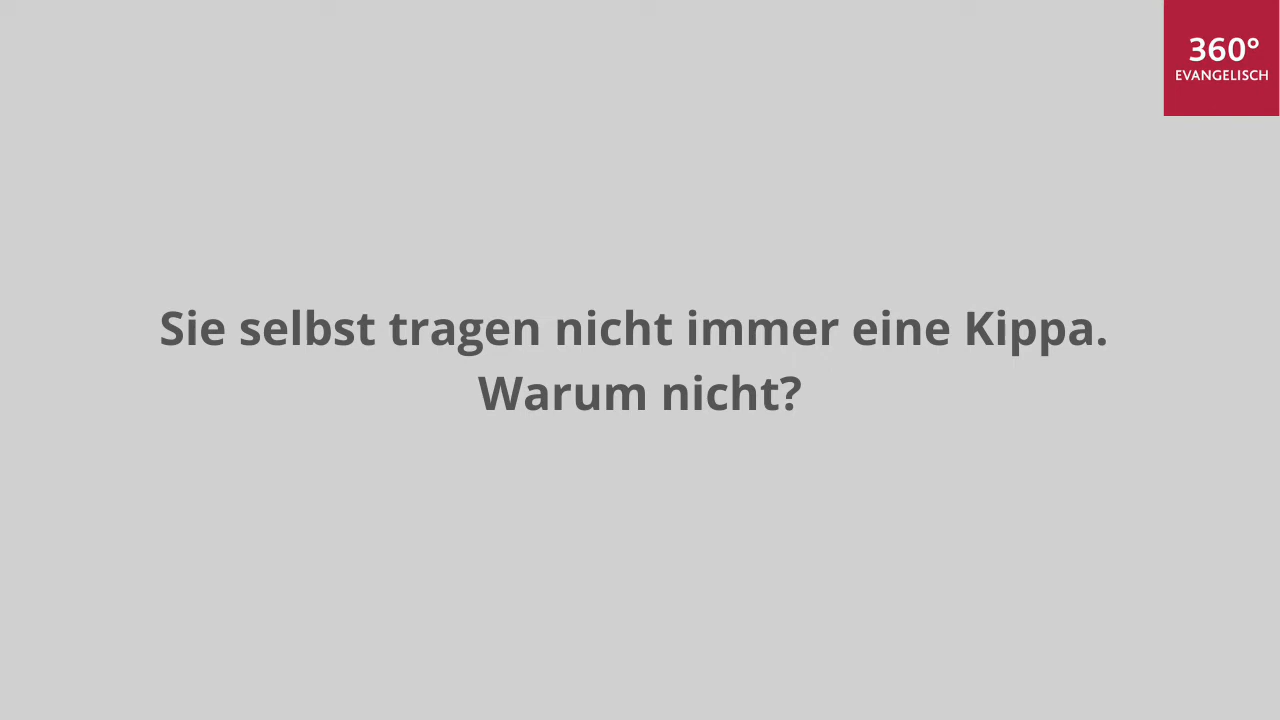 360°
EVANGELISCH
Sie selbst tragen nicht immer eine Kippa.
Warum nicht?